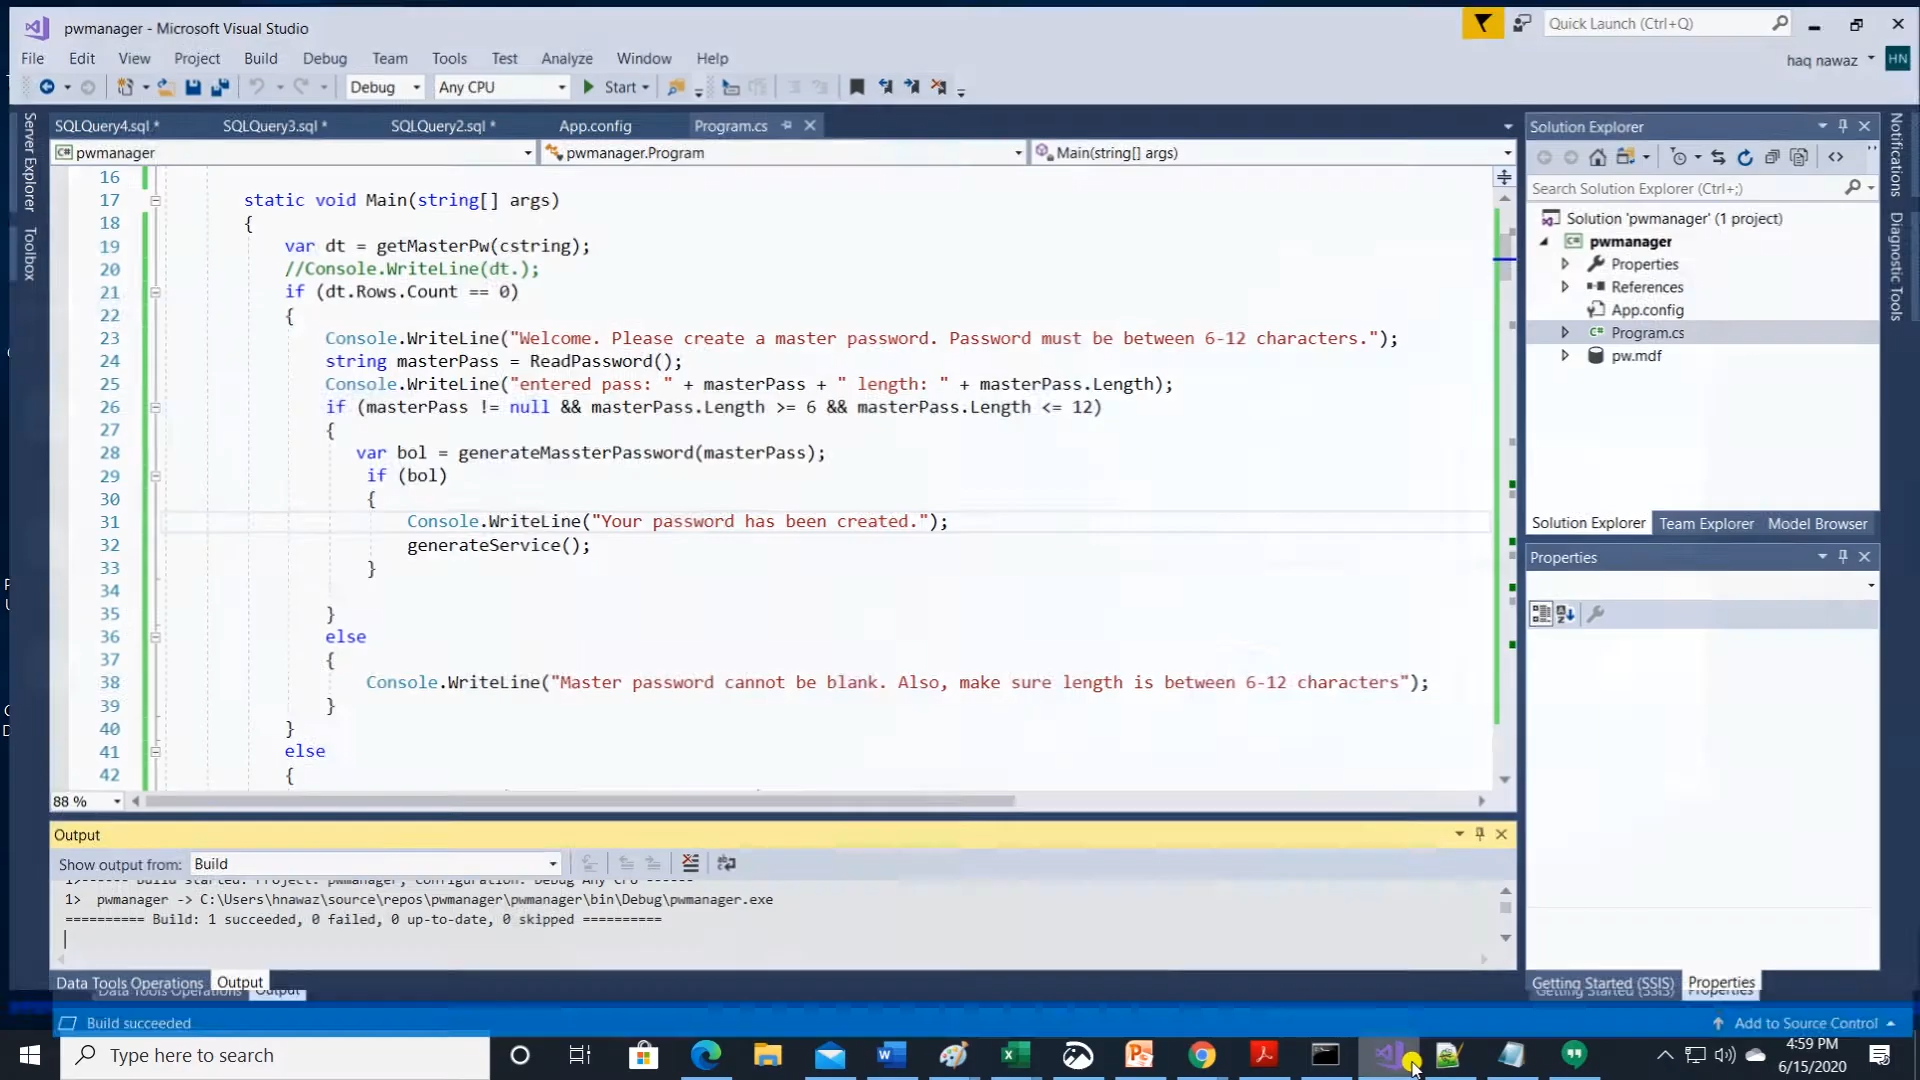 pwmanager - Microsoft Visual Studio
Quick Launch (Ctrl+Q)
File Edit View Project Build Debug Team Tools Test Analyze Window Help
haq nawaz HN
Debug Any CPU Start
Server Explorer
Toolbox
SQLQuery4.sql* SQLQuery3.sql* SQLQuery2.sql* App.config Program.cs
pwmanager pwmanager.Program Main(string[] args)
16
17 static void Main(string[] args)
18 {
19 var dt = getMasterPw(cstring);
20 //Console.WriteLine(dt.);
21 if (dt.Rows.Count == 0)
22 {
23 Console.WriteLine("Welcome. Please create a master password. Password must be between 6-12 characters.");
24 string masterPass = ReadPassword();
25 Console.WriteLine("entered pass: " + masterPass + " length: " + masterPass.Length);
26 if (masterPass != null && masterPass.Length >= 6 && masterPass.Length <= 12)
27 {
28 var bol = generateMassterPassword(masterPass);
29 if (bol)
30 {
31 Console.WriteLine("Your password has been created.");
32 generateService();
33 }
34
35 }
36 else
37 {
38 Console.WriteLine("Master password cannot be blank. Also, make sure length is between 6-12 characters");
39 }
40 }
41 else
42 {
88 %
Output
Show output from: Build
1>------ Build started: Project: pwmanager, Configuration: Debug Any CPU ------
1> pwmanager -> C:\Users\hnawaz\source\repos\pwmanager\pwmanager\bin\Debug\pwmanager.exe
========== Build: 1 succeeded, 0 failed, 0 up-to-date, 0 skipped ==========
Data Tools Operations Output
Solution Explorer
Search Solution Explorer (Ctrl+;)
Solution 'pwmanager' (1 project)
pwmanager
Properties
References
App.config
Program.cs
pw.mdf
Solution Explorer Team Explorer Model Browser
Properties
Getting Started (SSIS) Properties
Notifications
Diagnostic Tools
Build succeeded
Add to Source Control
Type here to search
4:59 PM
6/15/2020